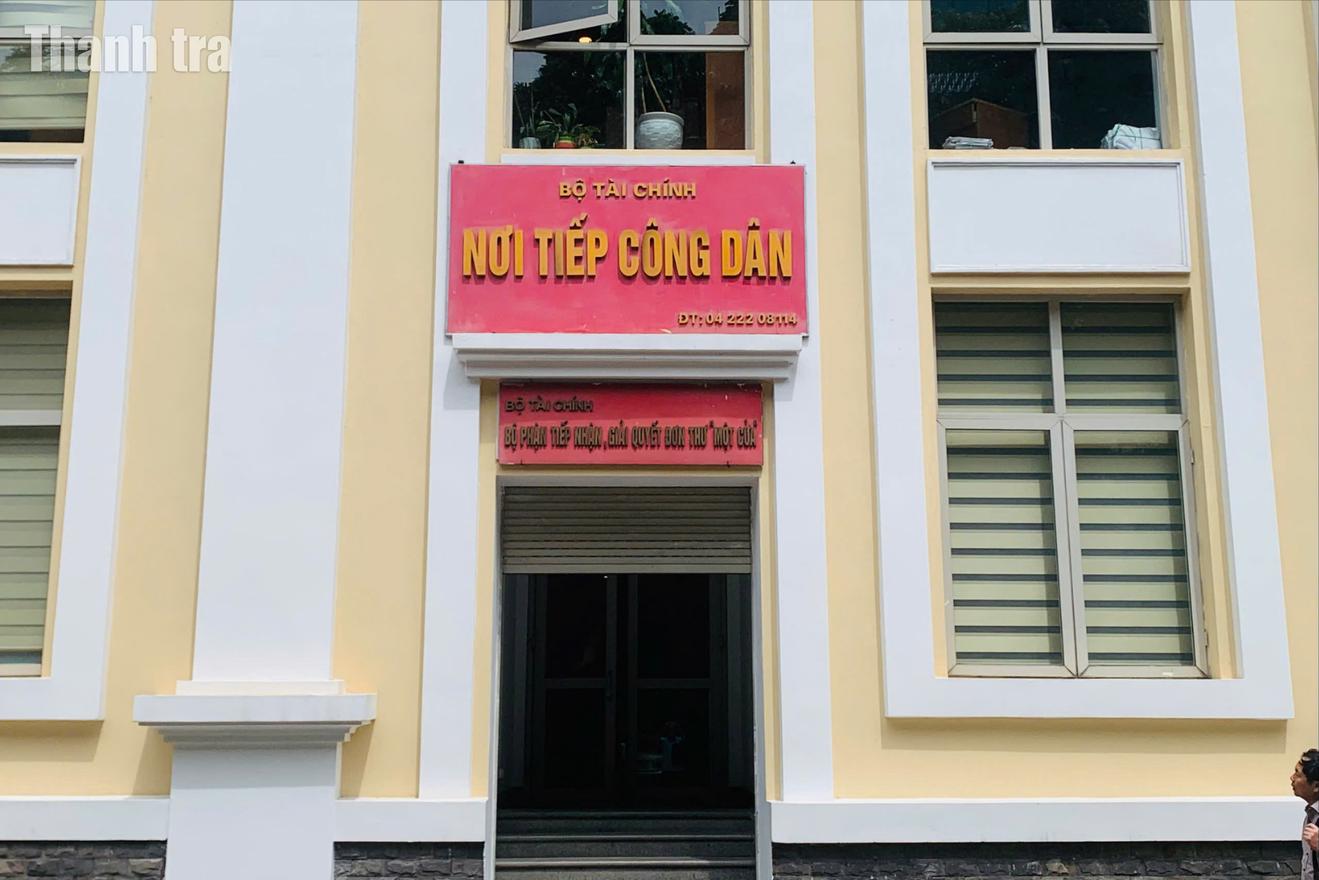 Thanh tra
BỘ TÀI CHÍNH
NƠI TIẾP CÔNG DÂN
ĐT: 04 222 08114
BỘ TÀI CHÍNH
BỘ PHẬN TIẾP NHẬN, GIẢI QUYẾT ĐƠN THƯ "MỘT CỬA"